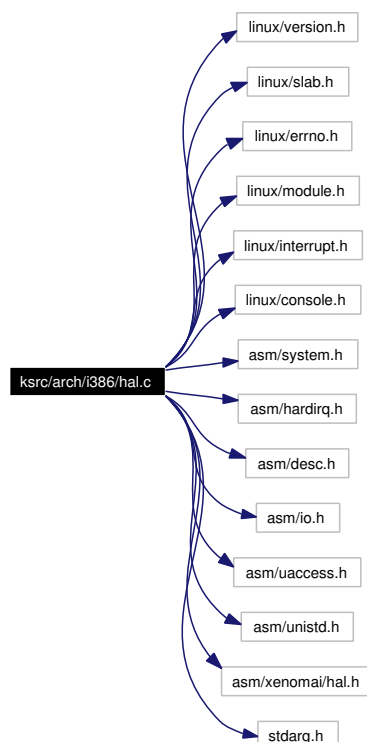 linux/version.h
linux/slab.h
linux/errno.h
linux/module.h
linux/interrupt.h
linux/console.h
asm/system.h
ksrc/arch/i386/hal.c
asm/hardirq.h
asm/desc.h
asm/io.h
asm/uaccess.h
asm/unistd.h
asm/xenomai/hal.h
stdarg.h